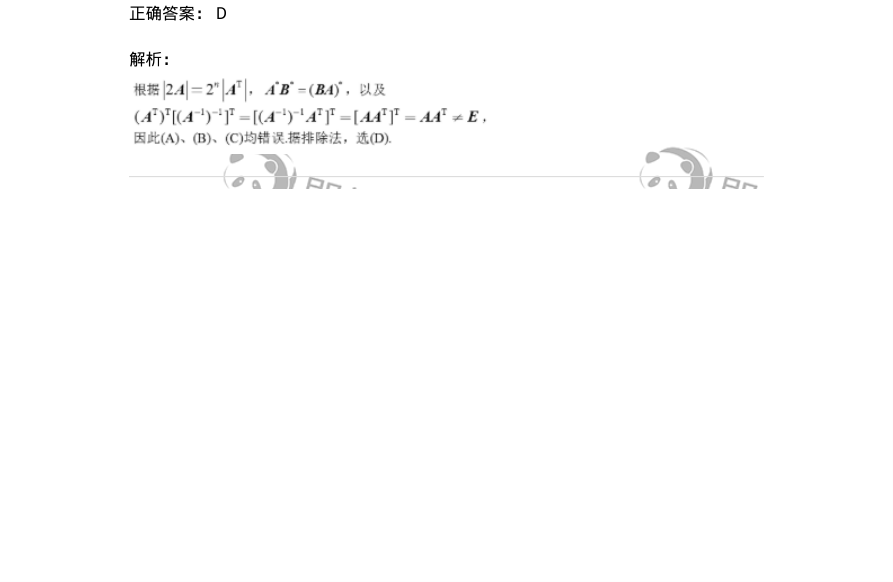 正确答案： D
解析：
根据|2A|=2ⁿ|Aᵀ|，A*B*=(BA)*，以及
(Aᵀ)ᵀ[(A⁻¹)⁻¹]ᵀ=[(A⁻¹)⁻¹Aᵀ]ᵀ=[AAᵀ]ᵀ=AAᵀ≠E，
因此(A)、(B)、(C)均错误.据排除法，选(D).